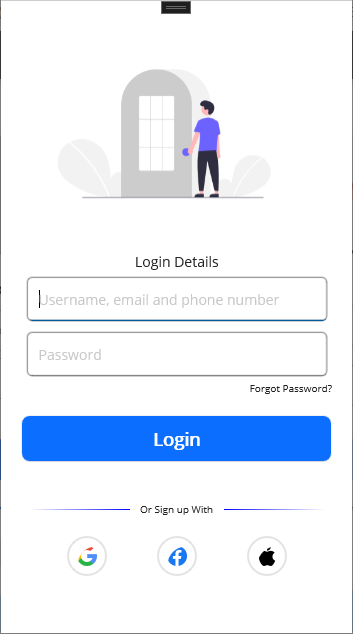 Login Details
Username, email and phone number
Password
Forgot Password?
Login
Or Sign up With